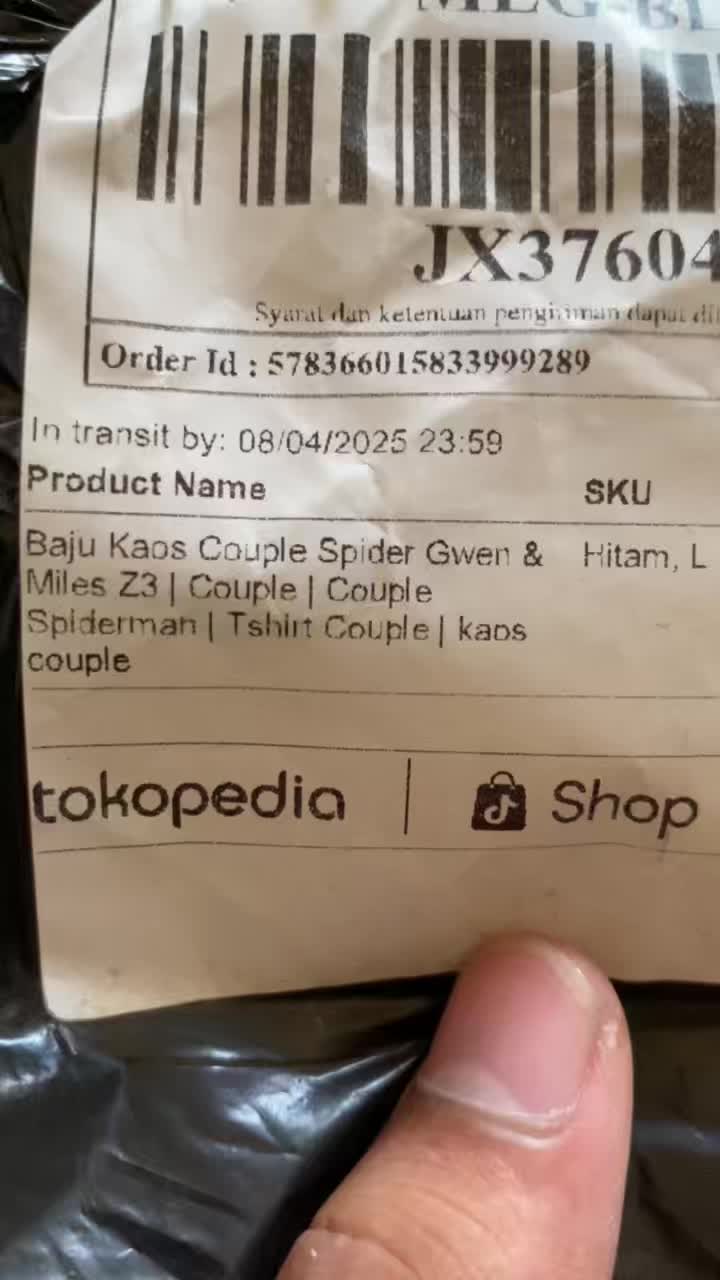 JX37604
Syarat dan ketentuan pengiriman dapat di
Order Id : 578366015833999289
In transit by: 08/04/2025 23:59
Product Name SKU
Baju Kaos Couple Spider Gwen & Hitam, L
Miles Z3 | Couple | Couple
Spiderman | Tshirt Couple | kaos
couple
tokopedia | Shop